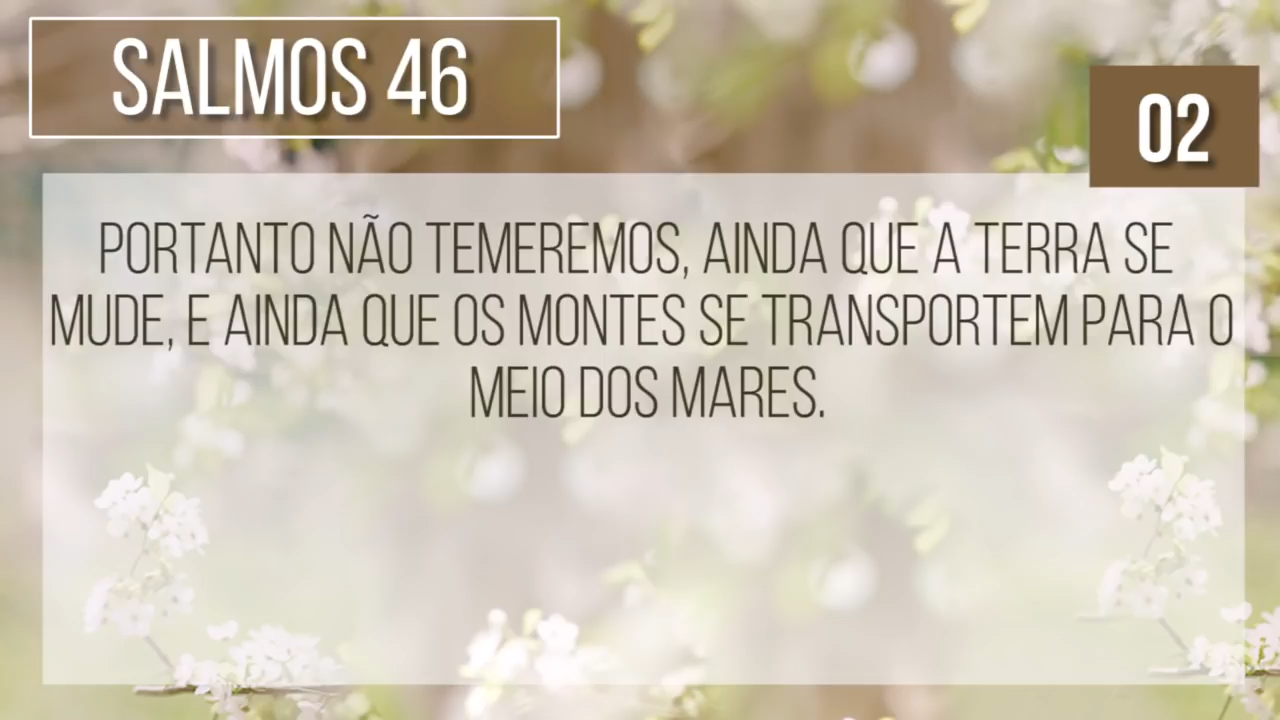 SALMOS 46
02
PORTANTO NÃO TEMEREMOS, AINDA QUE A TERRA SE
MUDE, E AINDA QUE OS MONTES SE TRANSPORTEM PARA O
MEIO DOS MARES.